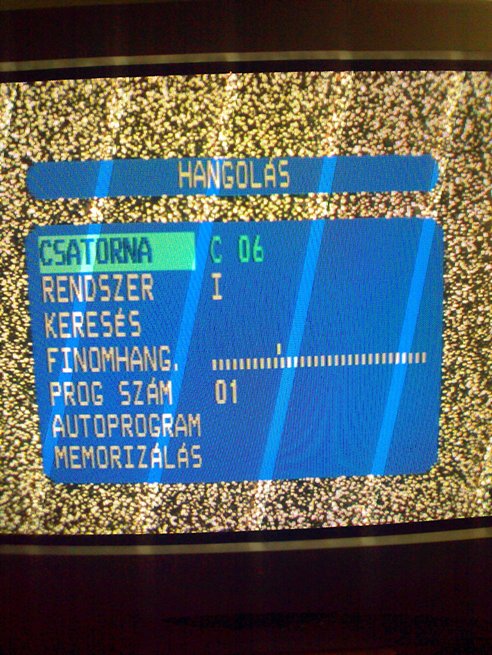 HANGOLÁS
CSATORNA C 06
RENDSZER I
KERESÉS
FINOMHANG.
PROG SZÁM 01
AUTOPROGRAM
MEMORIZÁLÁS